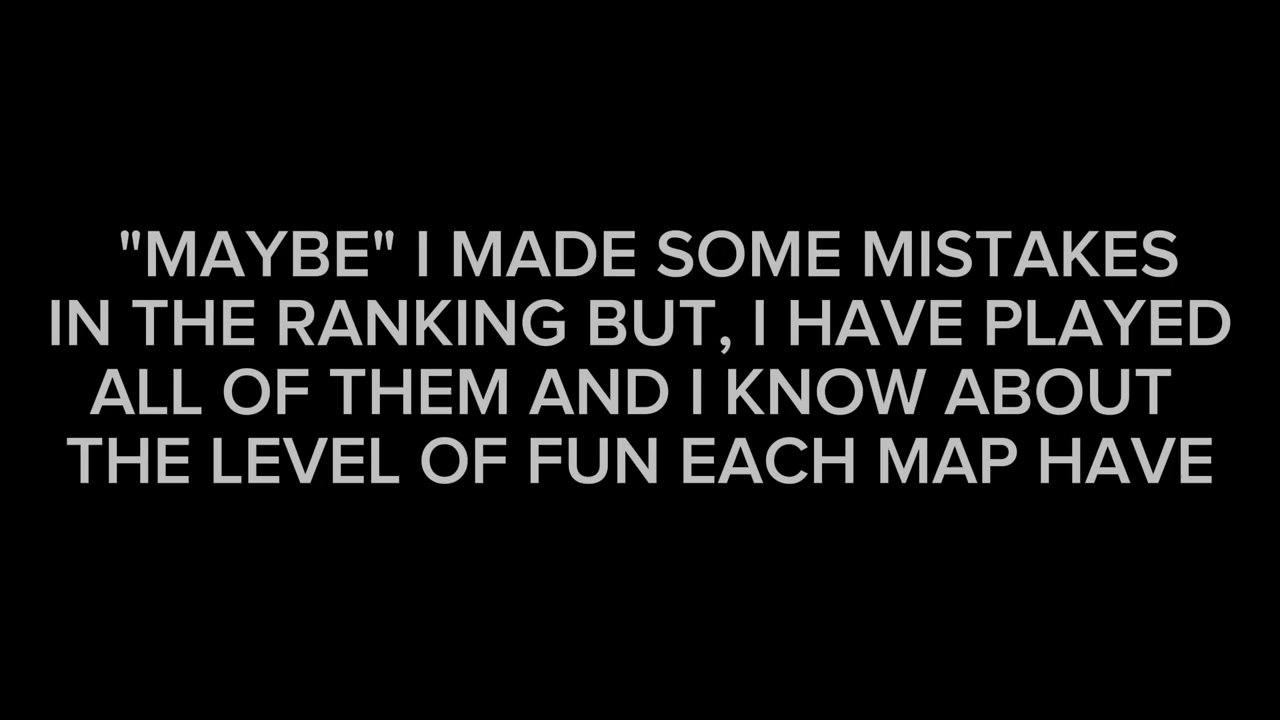 "MAYBE" I MADE SOME MISTAKES
IN THE RANKING BUT, I HAVE PLAYED
ALL OF THEM AND I KNOW ABOUT
THE LEVEL OF FUN EACH MAP HAVE